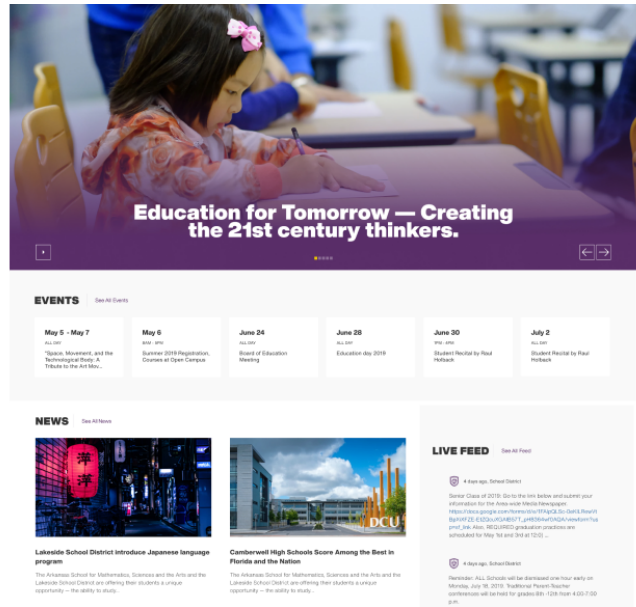 Education for Tomorrow — Creating
the 21st century thinkers.
EVENTS
See All Events
May 5 - May 7
ALL DAY
"Space, Movement, and the
Technological Body: A
Tribute to the Art Mov...
May 6
8AM - 8PM
Summer 2019 Registration,
Courses at Open Campus
June 24
ALL DAY
Board of Education
Meeting
June 28
ALL DAY
Education day 2019
June 30
1PM - 4PM
Student Recital by Raul
Holback
July 2
ALL DAY
Student Recital by Raul
Holback
NEWS
See All News
洋
洋
DCU
Lakeside School District introduce Japanese language
program
The Arkansas School for Mathematics, Sciences and the Arts and the
Lakeside School District are offering their students a unique
opportunity — the ability to study...
Camberwell High Schools Score Among the Best in
Florida and the Nation
The Arkansas School for Mathematics, Sciences and the Arts and the
Lakeside School District are offering their students a unique
opportunity — the ability to study...
LIVE FEED
See All Feed
4 days ago, School District
Senior Class of 2019: Go to the link below and submit your
information for the Area-wide Media Newspaper.
https://docs.google.com/forms/d/e/
link Also, REQUIRED graduation practices are
scheduled for May 1st and 3rd at 12:0) ...
4 days ago, School District
Reminder: ALL Schools will be dismissed one hour early on
Monday, July 18, 2019. Traditional Parent-Teacher
conferences will be held for grades 8th -12th from 4:00-7:00
p.m.